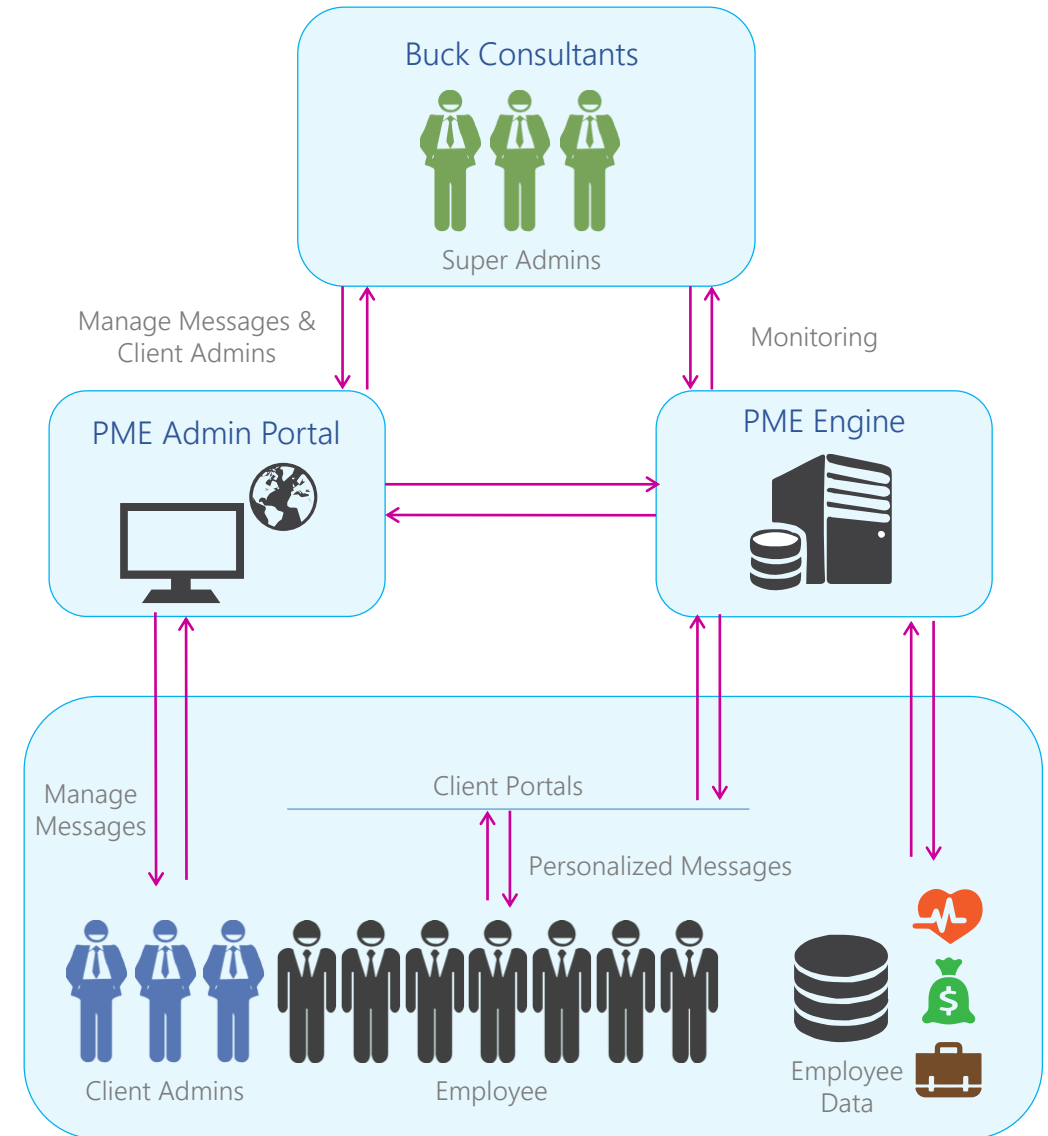 Buck Consultants
Super Admins
Manage Messages &
Client Admins
Monitoring
PME Admin Portal
PME Engine
Client Portals
Manage
Messages
Personalized Messages
$
Client Admins
Employee
Employee
Data